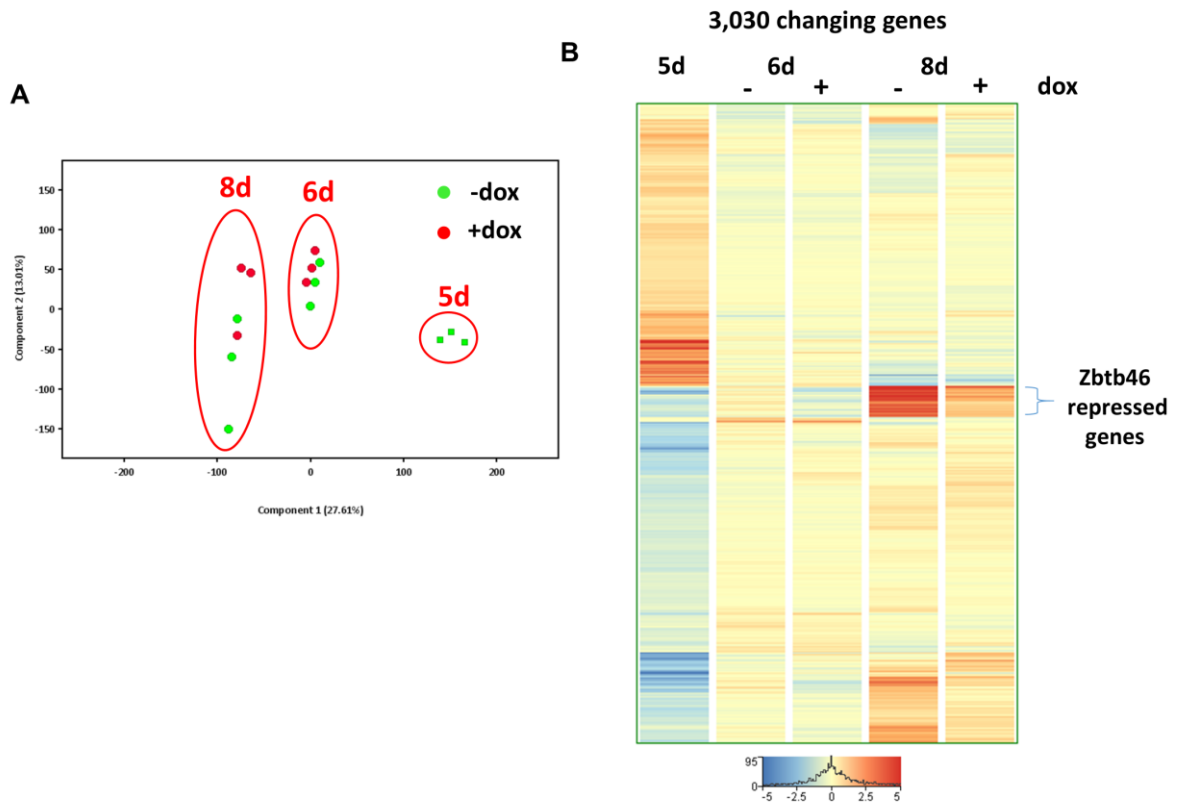 3,030 changing genes
B
5d 6d 8d
- + - + dox
A
8d 6d -dox
+dox
5d
150
100
50
0
-50
-100
-150
-200 -100 0 100 200
Component 2 (13.01%)
Component 1 (27.61%)
Zbtb46
repressed
genes
95
0
-5 -2.5 0 2.5 5